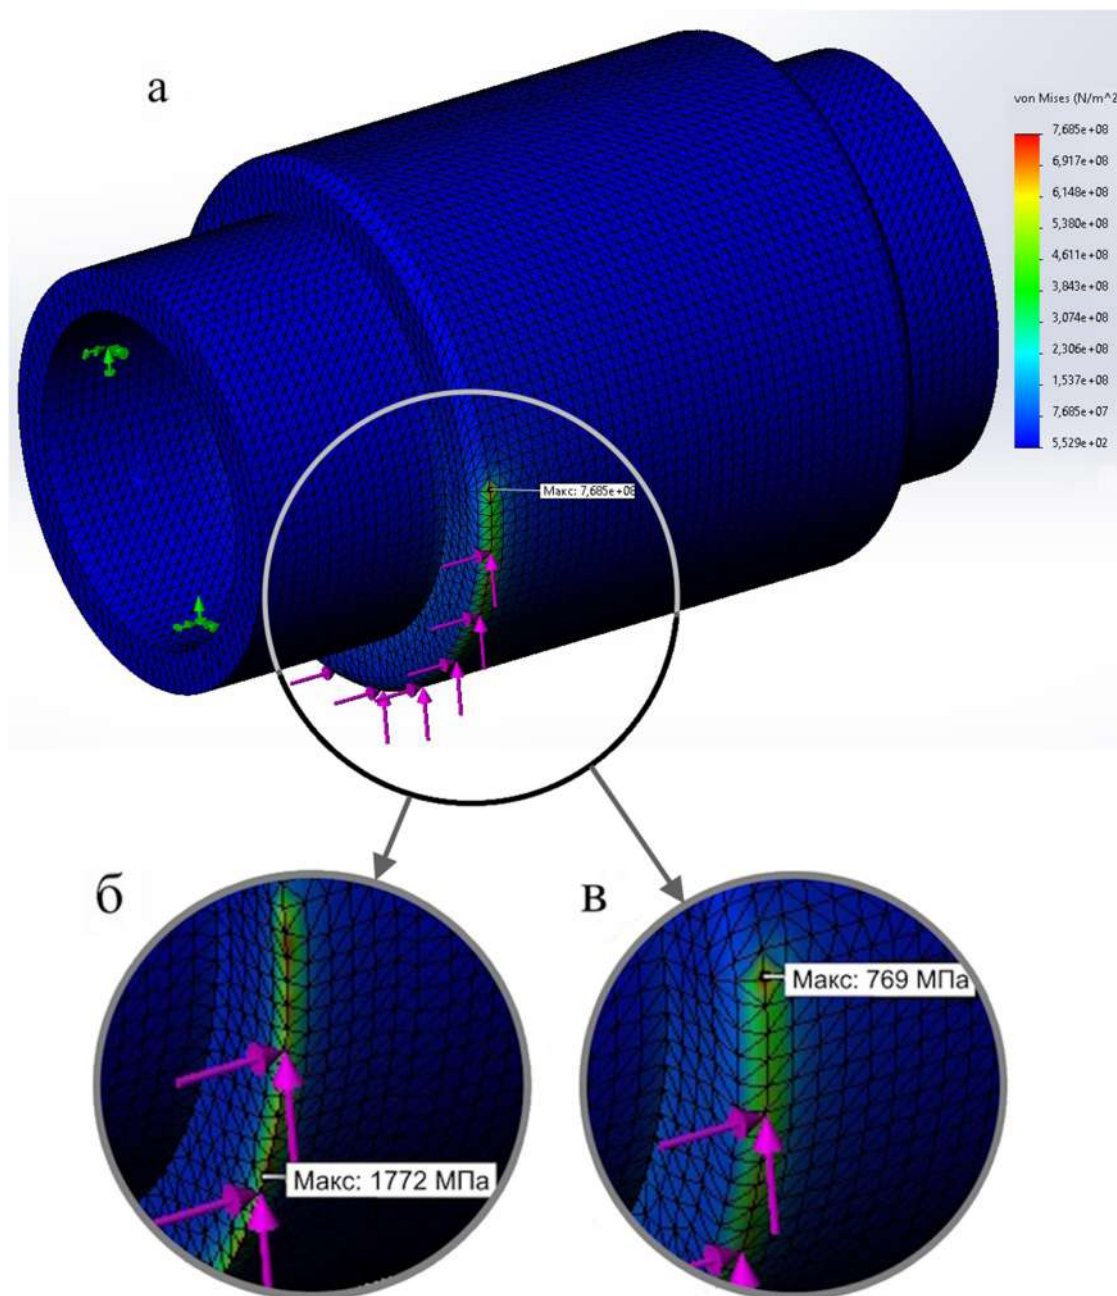 а
von Mises (N/m^2
7,685e+08
6,917e+08
6,148e+08
5,380e+08
4,611e+08
3,843e+08
3,074e+08
2,306e+08
1,537e+08
7,685e+07
5,529e+02
Макс: 7,685e+08
б
в
Макс: 769 МПа
Макс: 1772 МПа